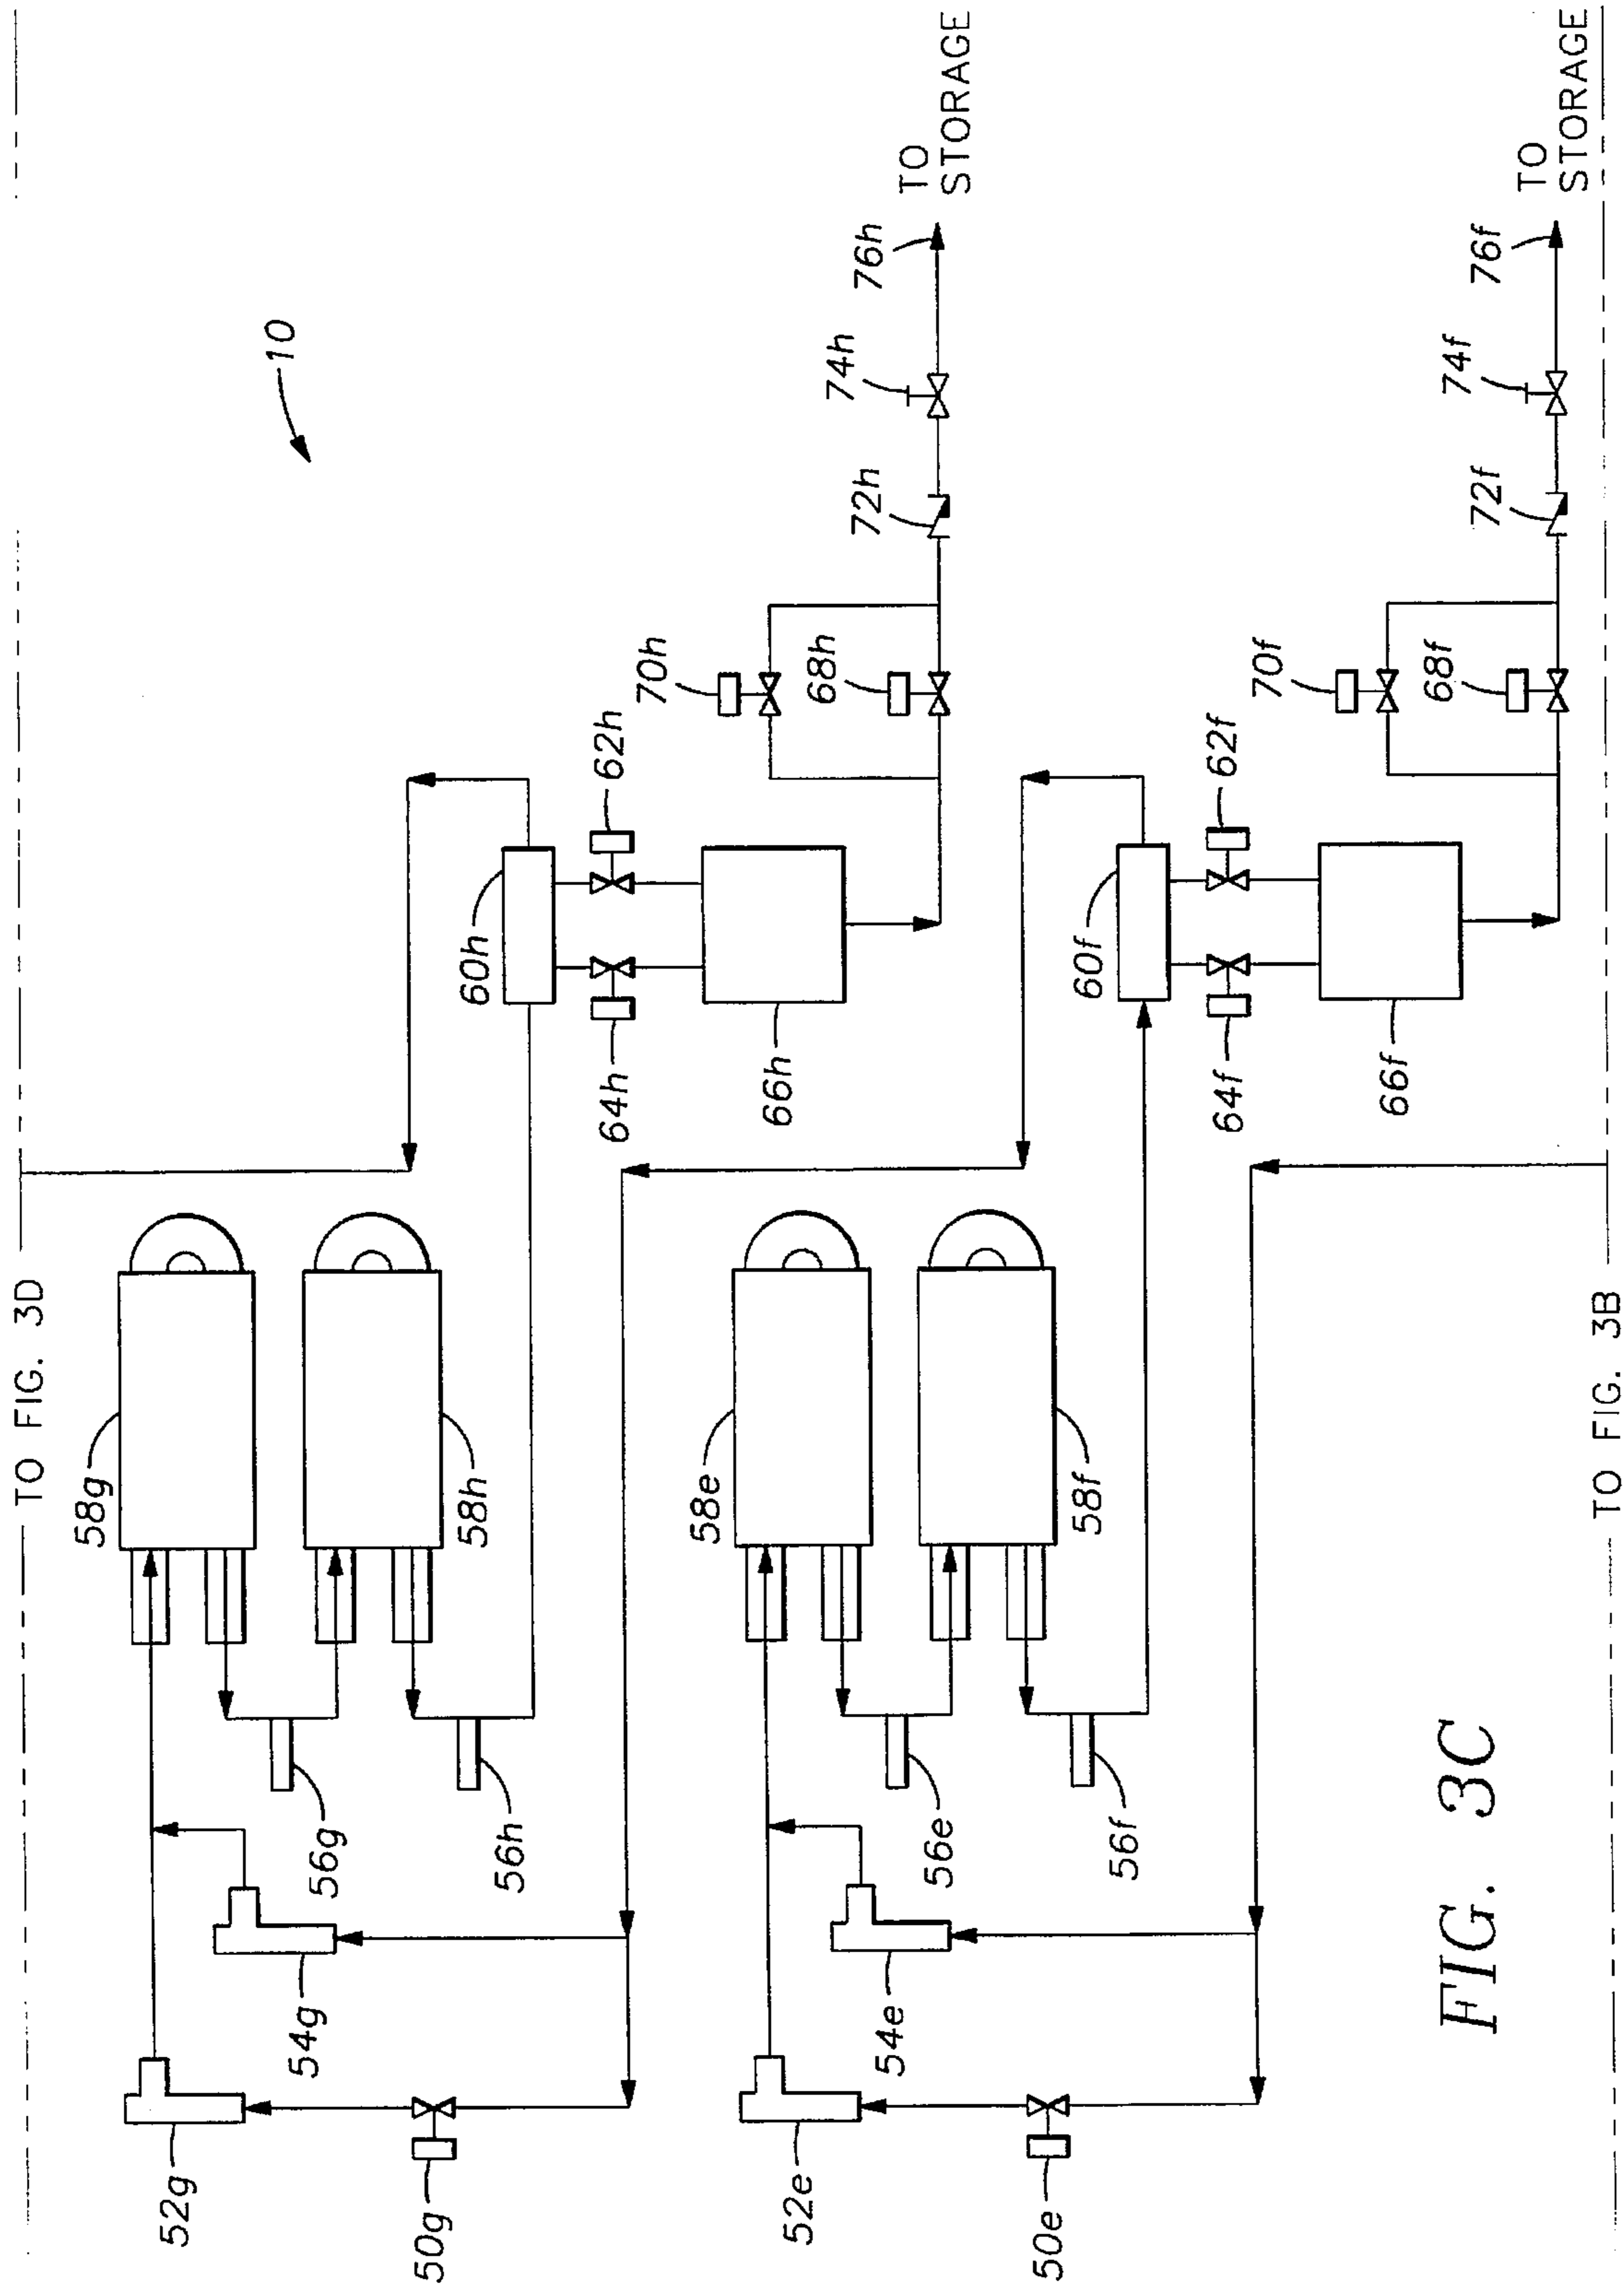 TO FIG. 3D
10
58g
58h
52g
54g
56g
56h
50g
60h
62h
64h
66h
70h
68h
72h
74h
76h
TO
STORAGE
58e
58f
52e
54e
56e
56f
50e
60f
62f
64f
66f
70f
68f
72f
74f
76f
TO
STORAGE
FIG. 3C
TO FIG. 3B